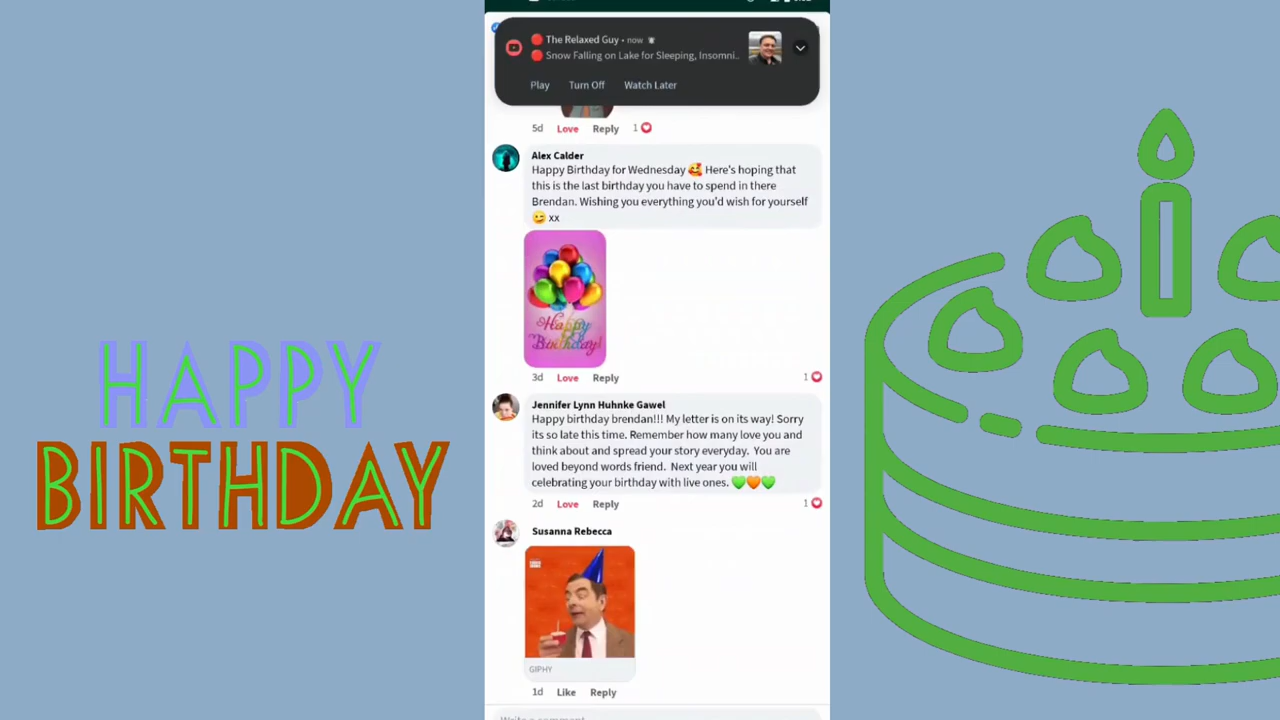 🔴 The Relaxed Guy • now
🔴 Snow Falling on Lake for Sleeping, Insomni..
Play Turn Off Watch Later
5d Love Reply 1
Alex Calder
Happy Birthday for Wednesday 🥰 Here's hoping that
this is the last birthday you have to spend in there
Brendan. Wishing you everything you'd wish for yourself
😄 xx
Happy
Birthday!
3d Love Reply 1
Jennifer Lynn Huhnke Gawel
Happy birthday brendan!!! My letter is on its way! Sorry
its so late this time. Remember how many love you and
think about and spread your story everyday. You are
loved beyond words friend. Next year you will
celebrating your birthday with live ones. 💚🧡💚
2d Love Reply 1
Susanna Rebecca
GIPHY
1d Like Reply
Write a comment...
HAPPY
BIRTHDAY